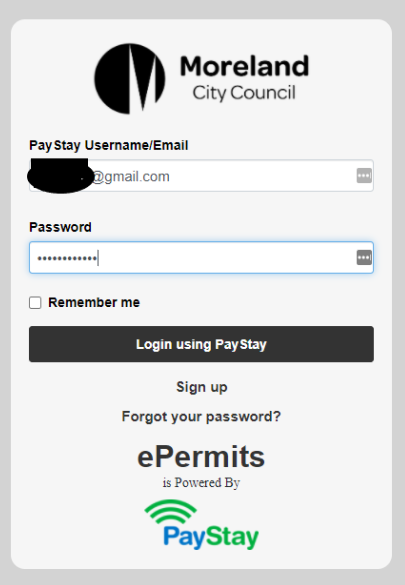 Moreland
City Council
PayStay Username/Email
@gmail.com
Password
Remember me
Login using PayStay
Sign up
Forgot your password?
ePermits
is Powered By
PayStay